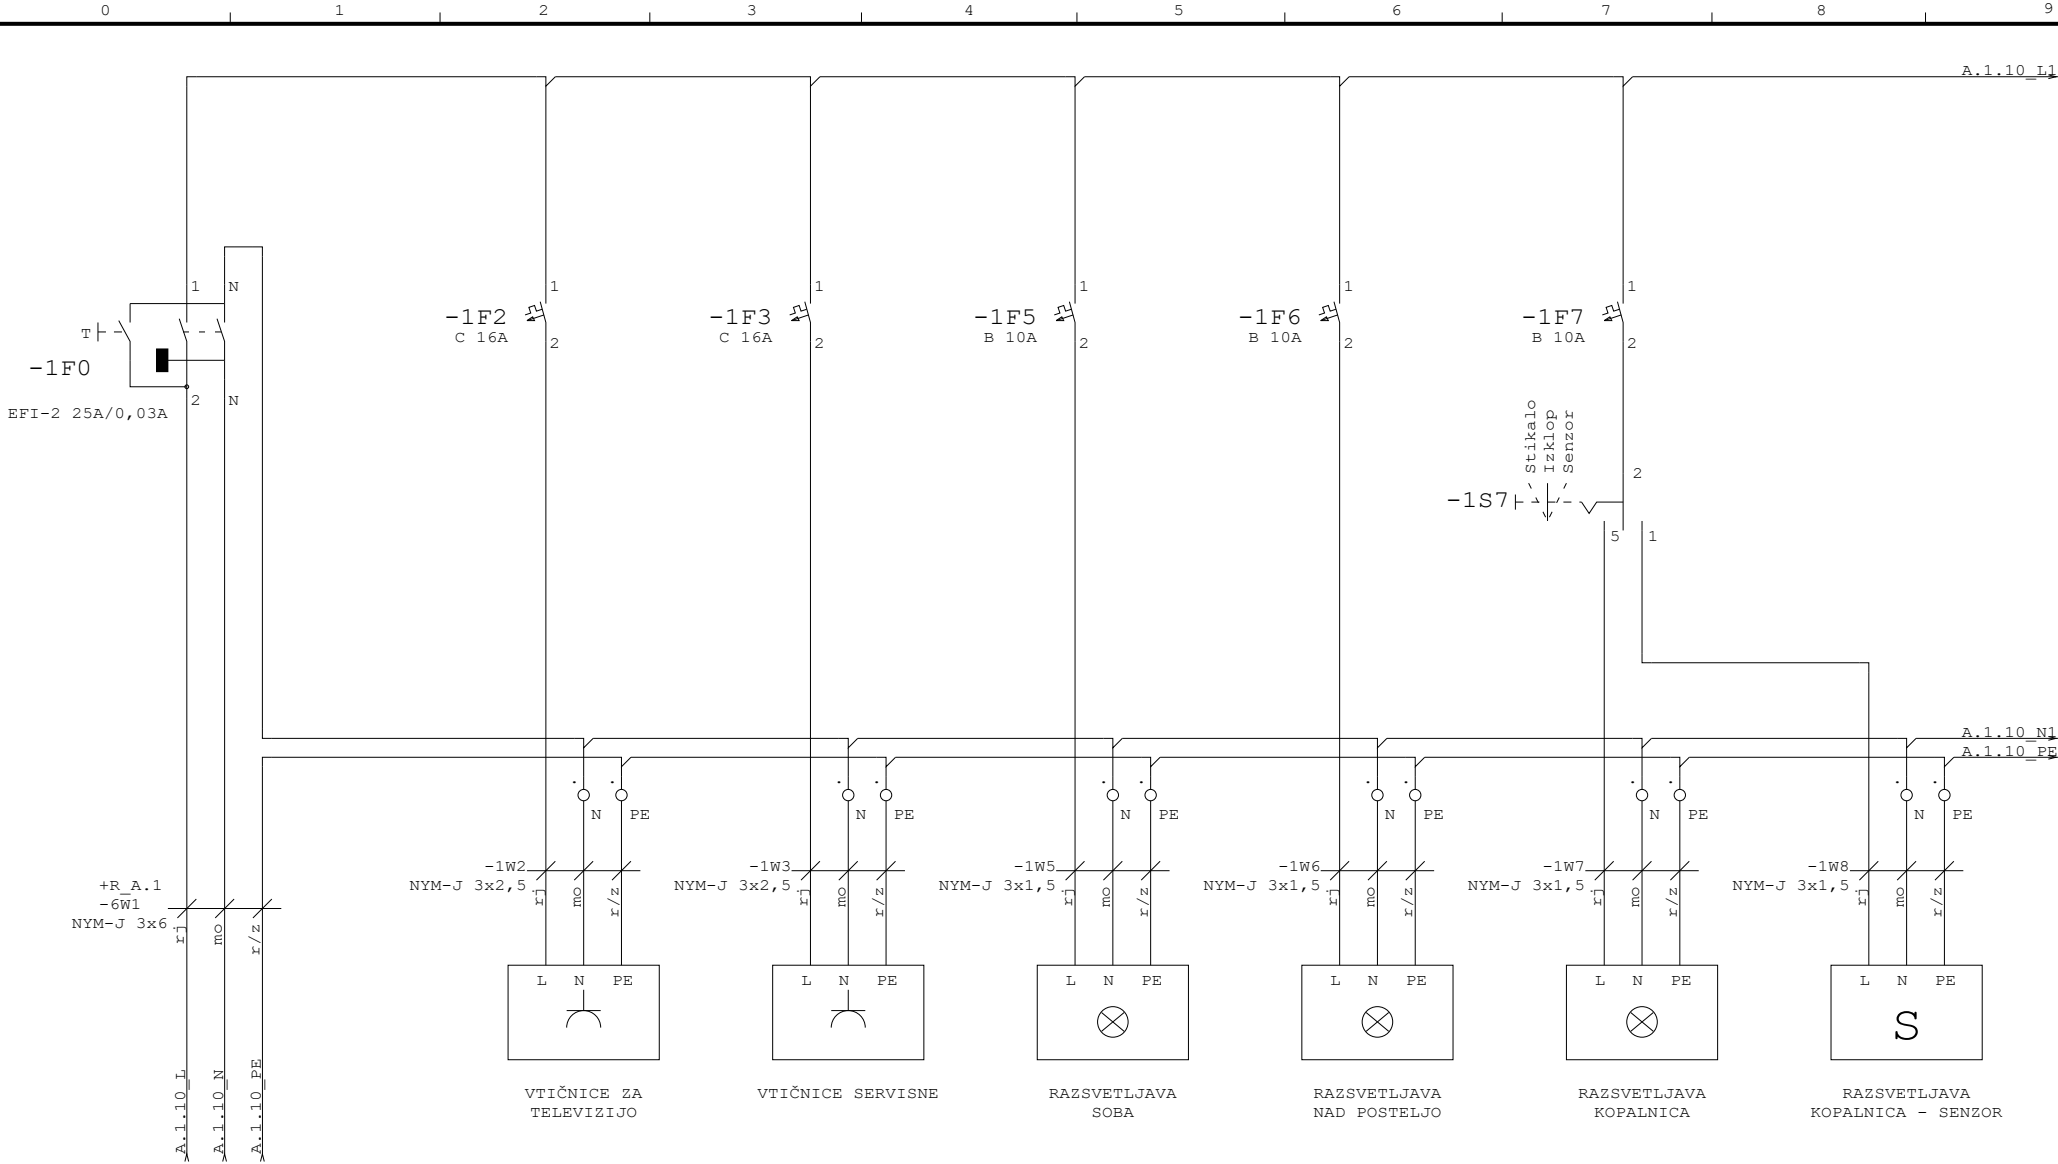 0 1 2 3 4 5 6 7 8 9
A.1.10_L1
1 N
T
-1F0
2 N
EFI-2 25A/0,03A
1
-1F2
C 16A
2
1
-1F3
C 16A
2
1
-1F5
B 10A
2
1
-1F6
B 10A
2
1
-1F7
B 10A
2
Stikalo
Izklop
Senzor
2
-1S7
5 1
A.1.10_N1
A.1.10_PE
N PE
N PE
N PE
N PE
N PE
N PE
+R_A.1
-6W1
NYM-J 3x6
rj mo r/z
-1W2
NYM-J 3x2,5
rj mo r/z
-1W3
NYM-J 3x2,5
rj mo r/z
-1W5
NYM-J 3x1,5
rj mo r/z
-1W6
NYM-J 3x1,5
rj mo r/z
-1W7
NYM-J 3x1,5
rj mo r/z
-1W8
NYM-J 3x1,5
rj mo r/z
A.1.10_L
A.1.10_N
A.1.10_PE
L N PE
VTIČNICE ZA
TELEVIZIJO
L N PE
VTIČNICE SERVISNE
L N PE
RAZSVETLJAVA
SOBA
L N PE
RAZSVETLJAVA
NAD POSTELJO
L N PE
RAZSVETLJAVA
KOPALNICA
L N PE
S
RAZSVETLJAVA
KOPALNICA - SENZOR